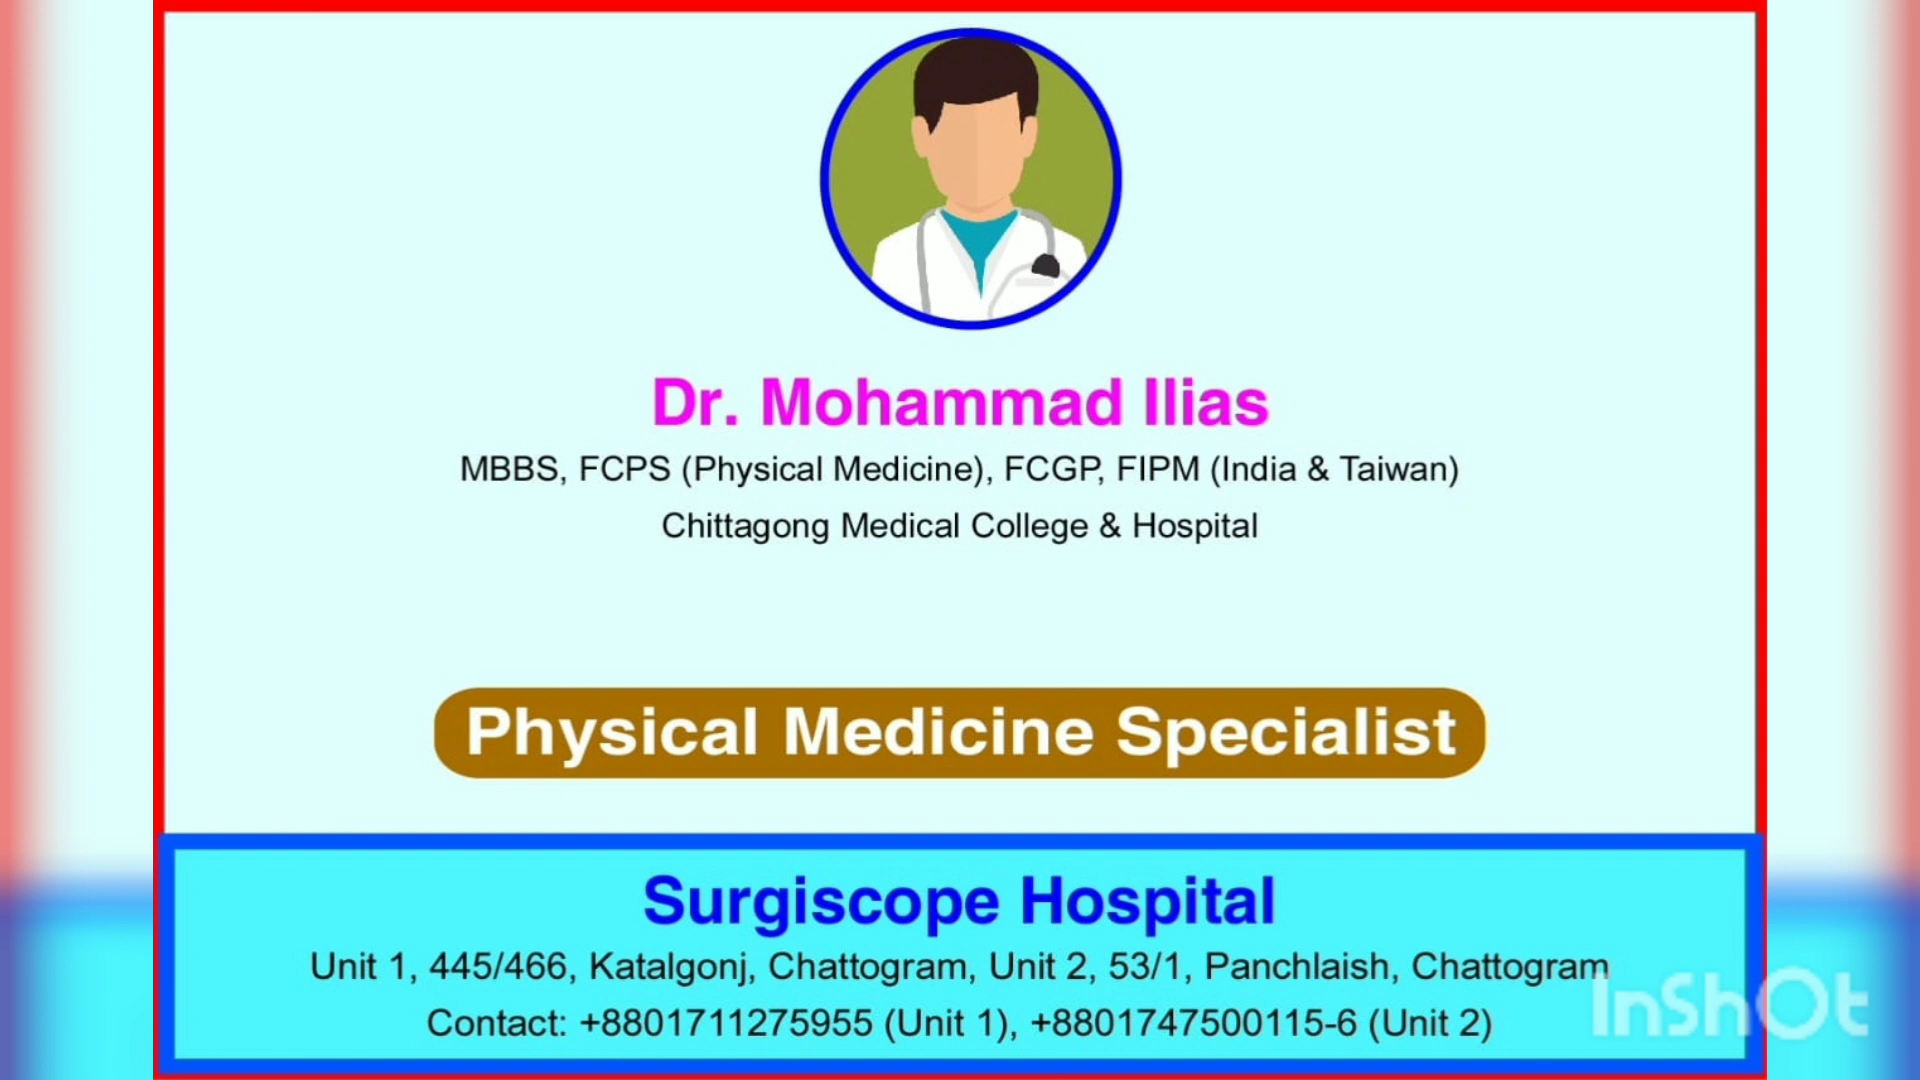 Dr. Mohammad Ilias
MBBS, FCPS (Physical Medicine), FCGP, FIPM (India & Taiwan)
Chittagong Medical College & Hospital
Physical Medicine Specialist
Surgiscope Hospital
Unit 1, 445/466, Katalgonj, Chattogram, Unit 2, 53/1, Panchlaish, Chattogram
Contact: +8801711275955 (Unit 1), +8801747500115-6 (Unit 2)
InShOt